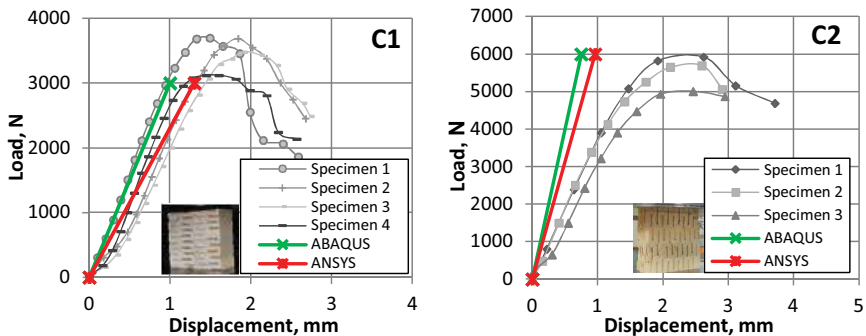 C1
Load, N
4000
3000
2000
1000
0
0 1 2 3 4
Displacement, mm
Specimen 1
Specimen 2
Specimen 3
Specimen 4
ABAQUS
ANSYS
C2
Load, N
7000
6000
5000
4000
3000
2000
1000
0
0 1 2 3 4 5
Displacement, mm
Specimen 1
Specimen 2
Specimen 3
ABAQUS
ANSYS